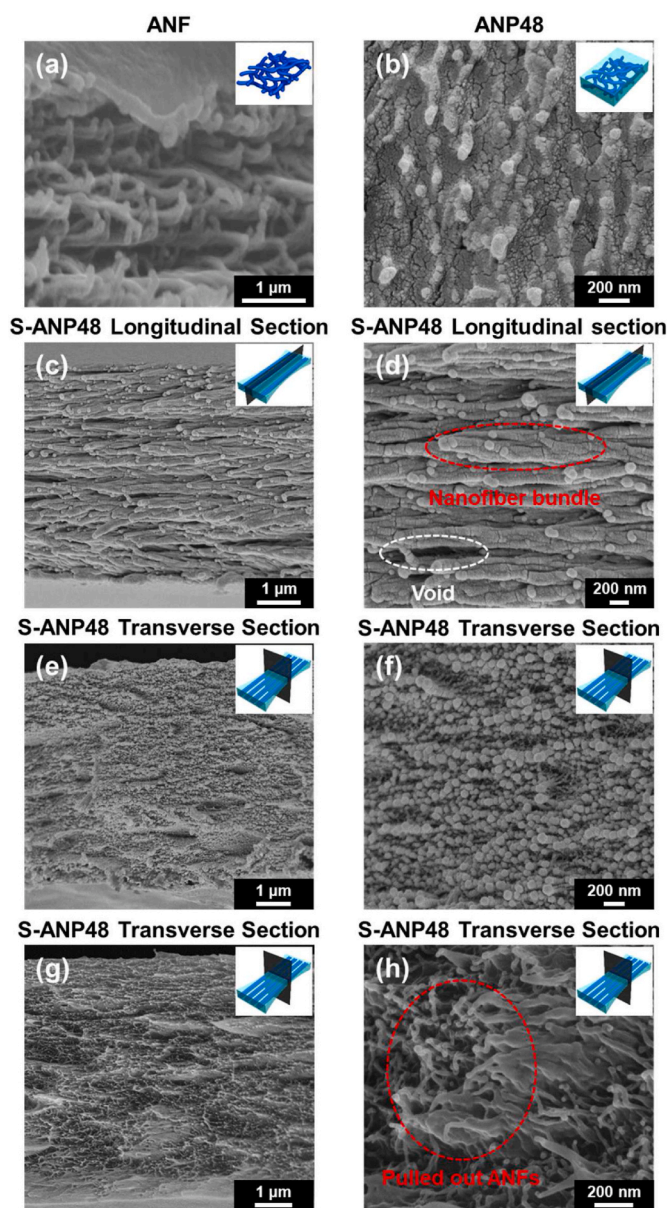 ANF
ANP48
(a)
1 µm
(b)
200 nm
S-ANP48 Longitudinal Section
S-ANP48 Longitudinal section
(c)
1 µm
(d)
Nanofiber bundle
Void
200 nm
S-ANP48 Transverse Section
S-ANP48 Transverse Section
(e)
1 µm
(f)
200 nm
S-ANP48 Transverse Section
S-ANP48 Transverse Section
(g)
1 µm
(h)
Pulled out ANFs
200 nm